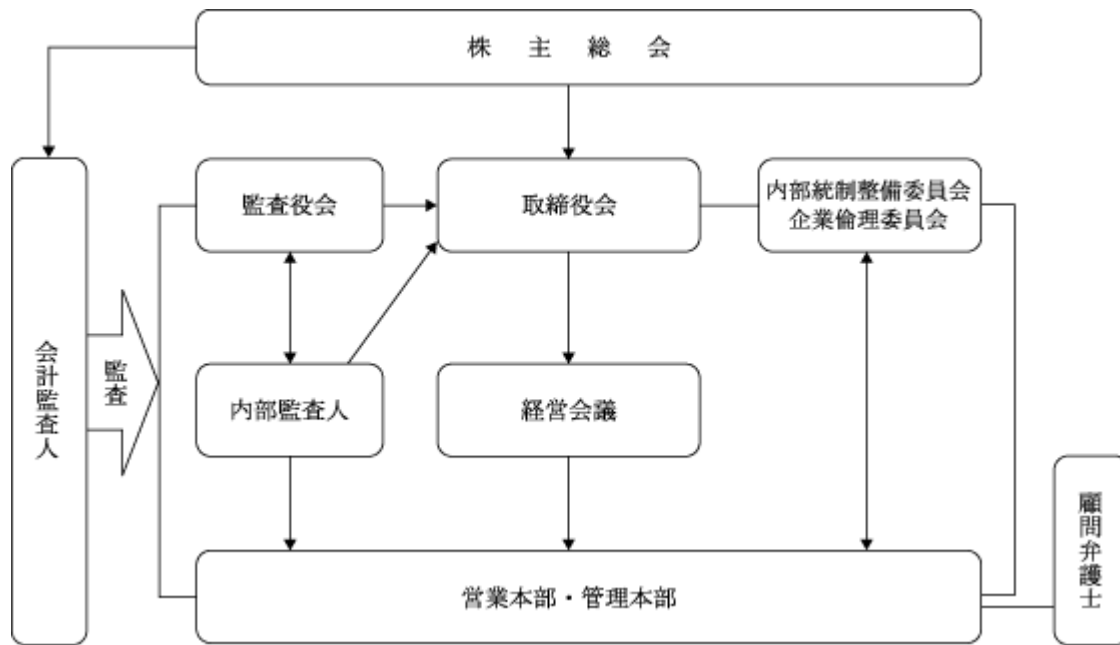 株主総会
監査役会
取締役会
内部統制整備委員会
企業倫理委員会
会計監査人
監査
内部監査人
経営会議
営業本部・管理本部
顧問弁護士